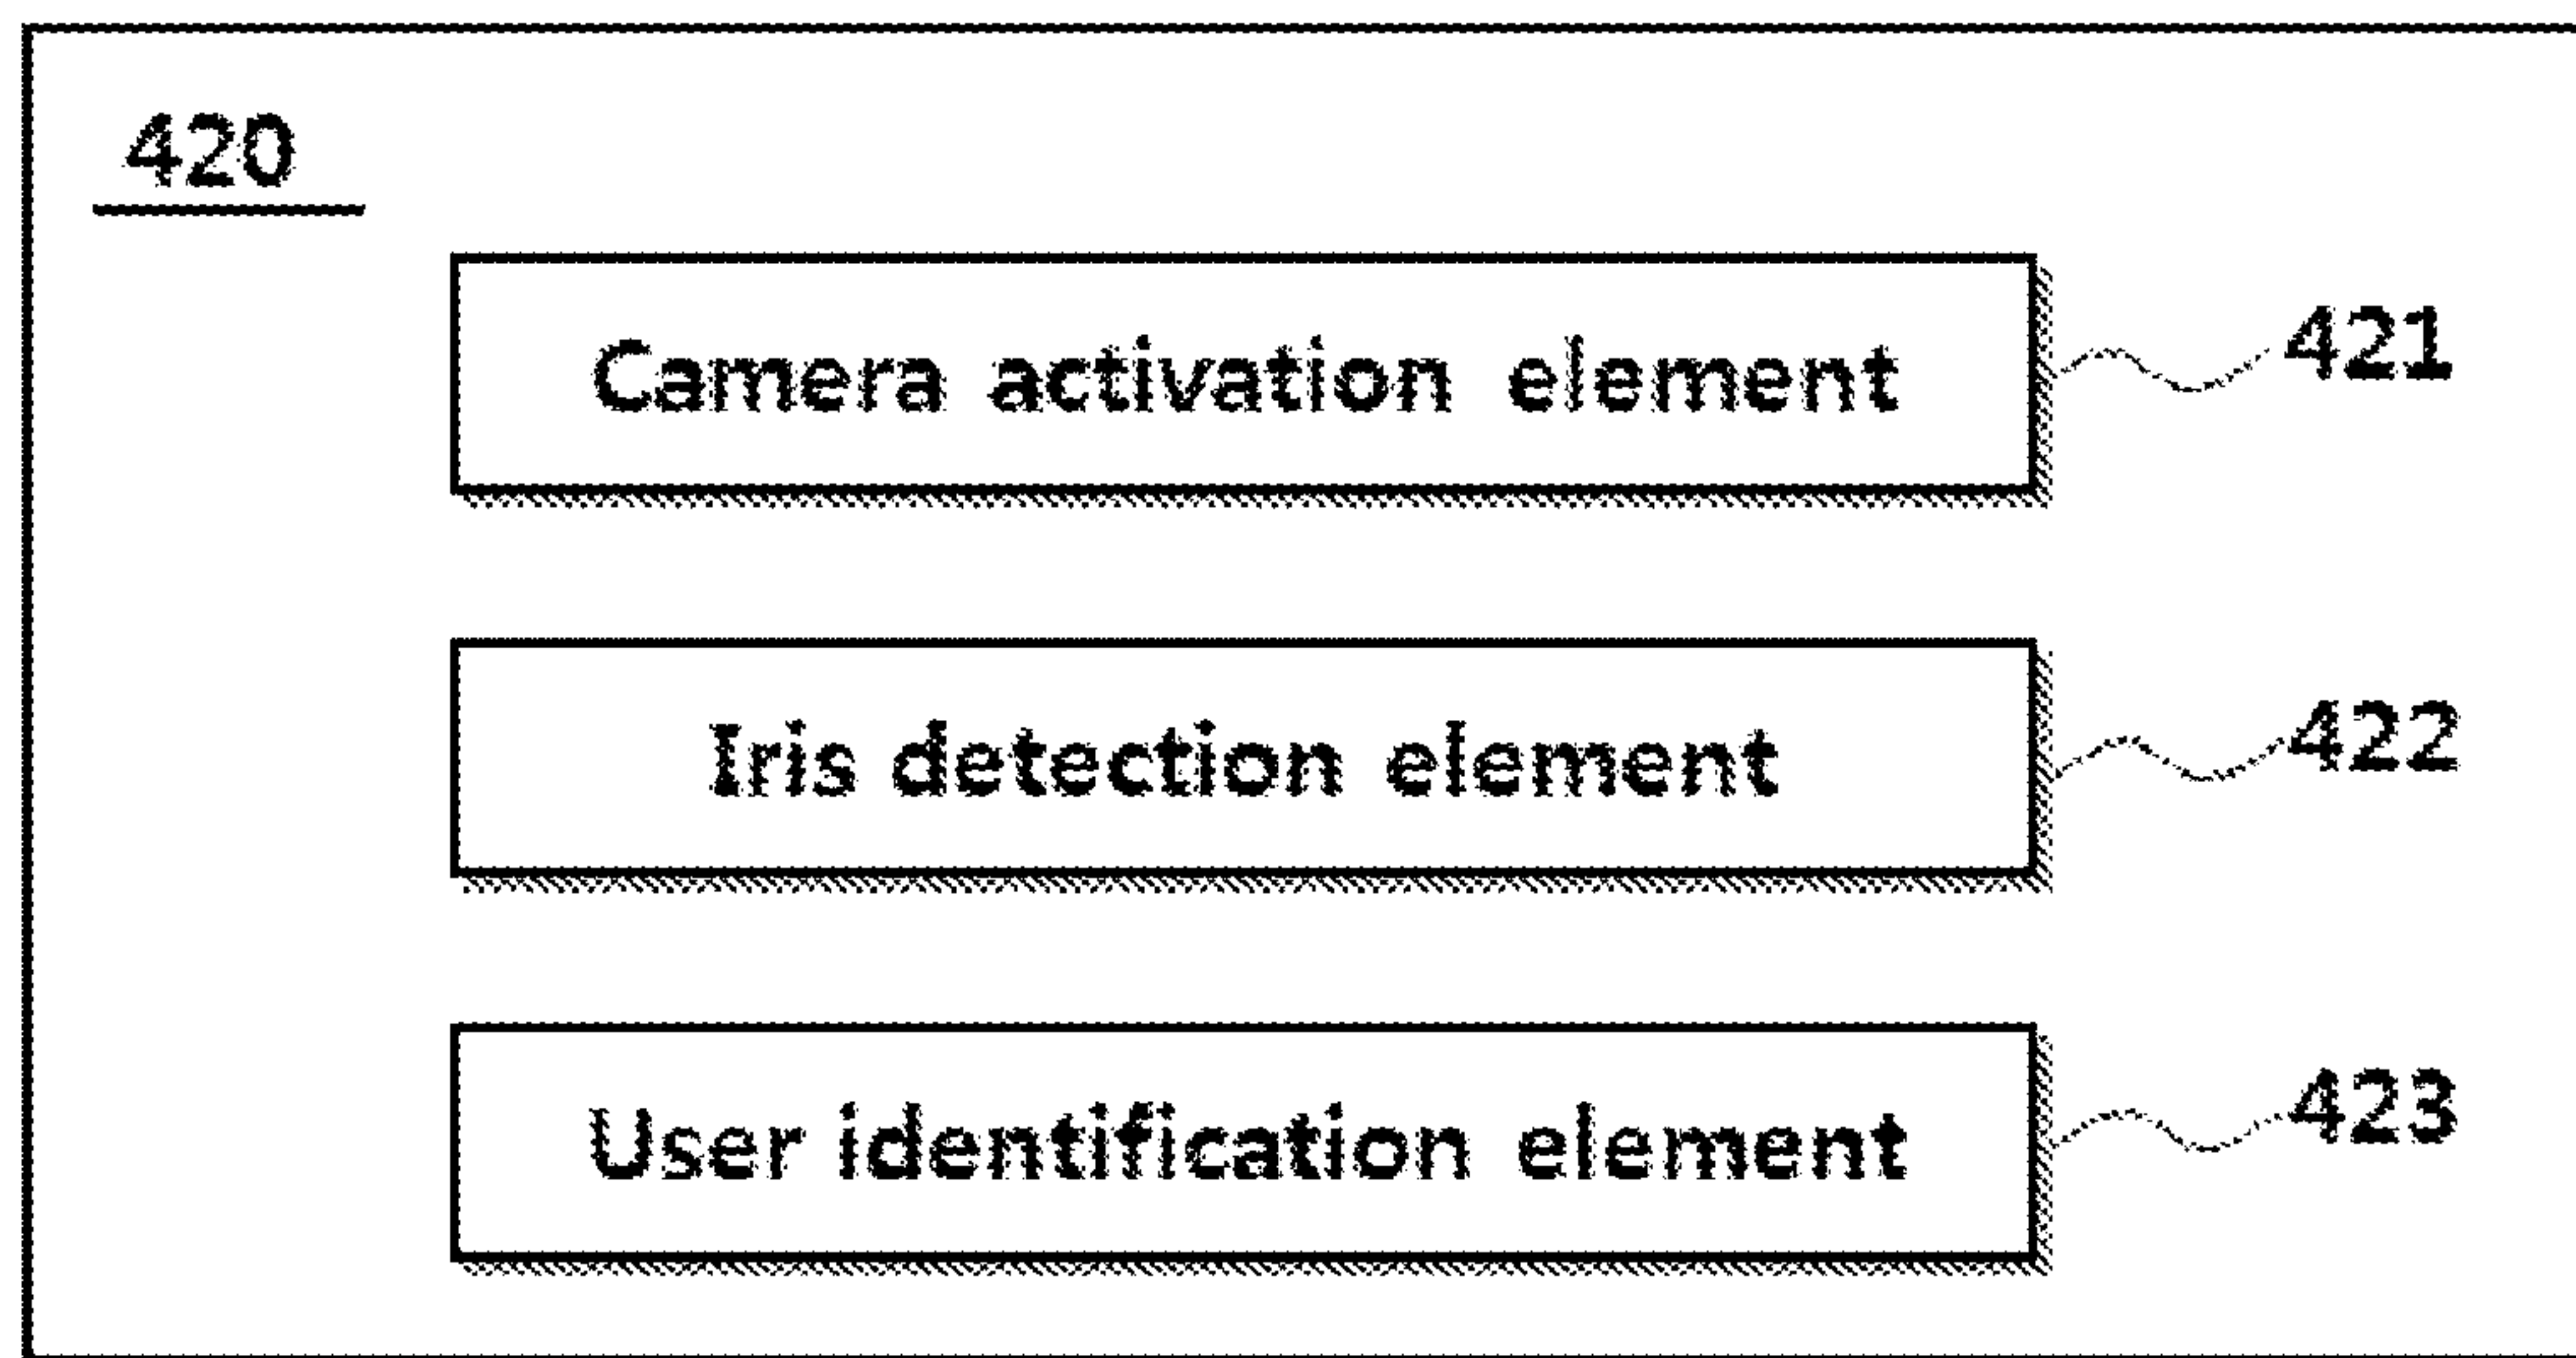 420
Camera activation element 421
Iris detection element 422
User identification element 423